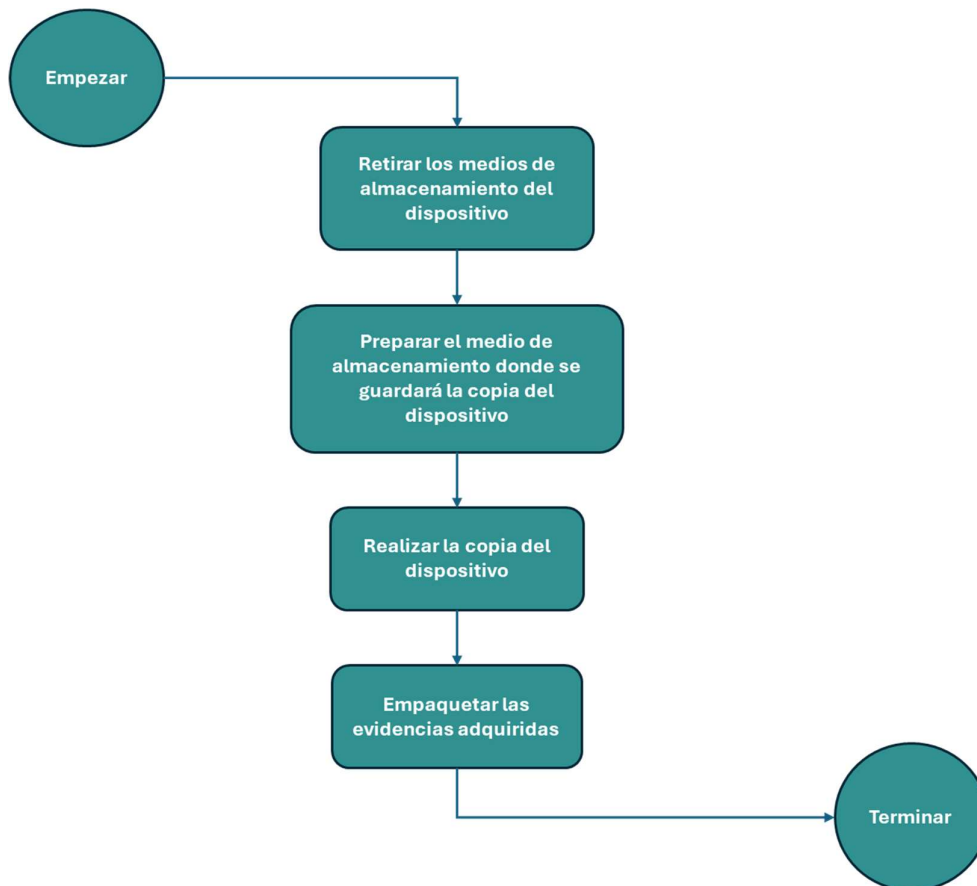 Empezar
Retirar los medios de
almacenamiento del
dispositivo
Preparar el medio de
almacenamiento donde se
guardará la copia del
dispositivo
Realizar la copia del
dispositivo
Empaquetar las
evidencias adquiridas
Terminar